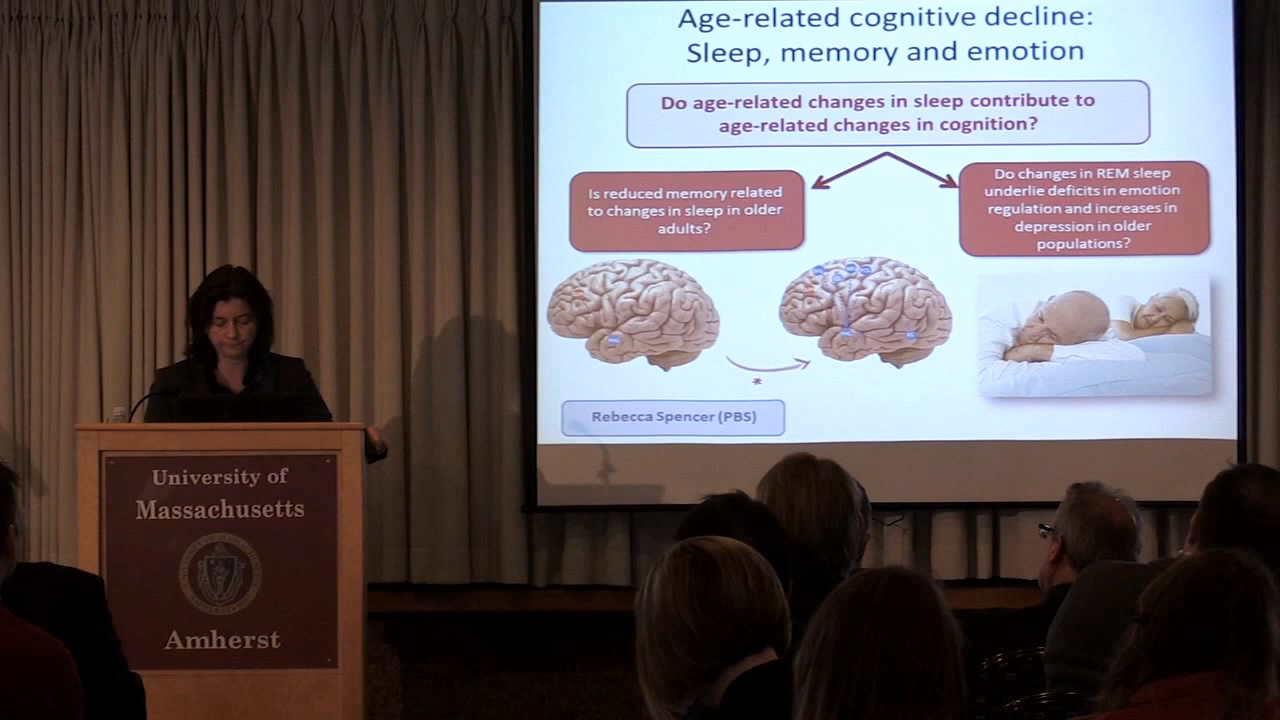 Age-related cognitive decline:
Sleep, memory and emotion
Do age-related changes in sleep contribute to
age-related changes in cognition?
Is reduced memory related
to changes in sleep in older
adults?
Do changes in REM sleep
underlie deficits in emotion
regulation and increases in
depression in older
populations?
*
Rebecca Spencer (PBS)
University of
Massachusetts
Amherst